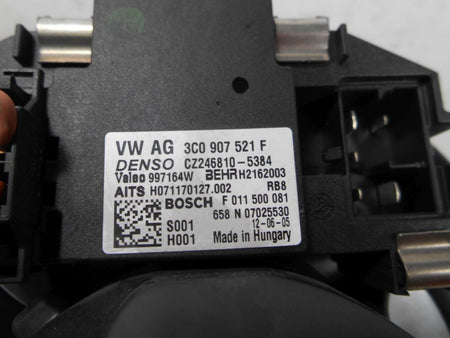 VW AG 3C0 907 521 F
DENSO CZ246810-5384
Valeo 997164W BEHR H2162003
AITS H071170127.002 RB8
BOSCH F 011 500 081
658 N 07025530
S001 12-06-05
H001 Made in Hungary